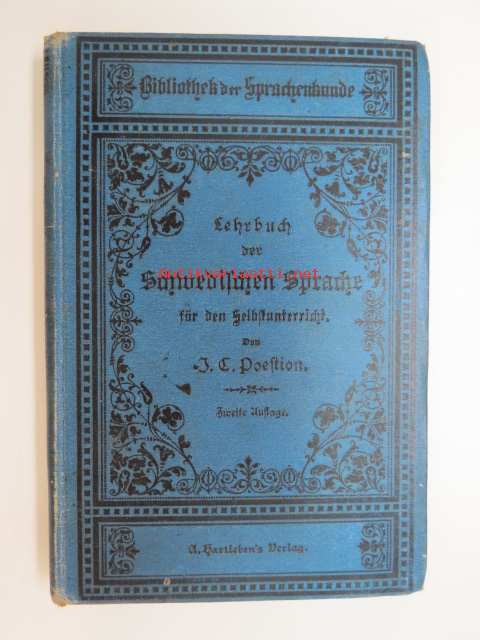 Bibliothek der Sprachenkunde
Lehrbuch
der
Schwedischen Sprache
für den Selbstunterricht.
Von
J. C. Poestion.
Zweite Auflage.
A. Hartleben's Verlag.